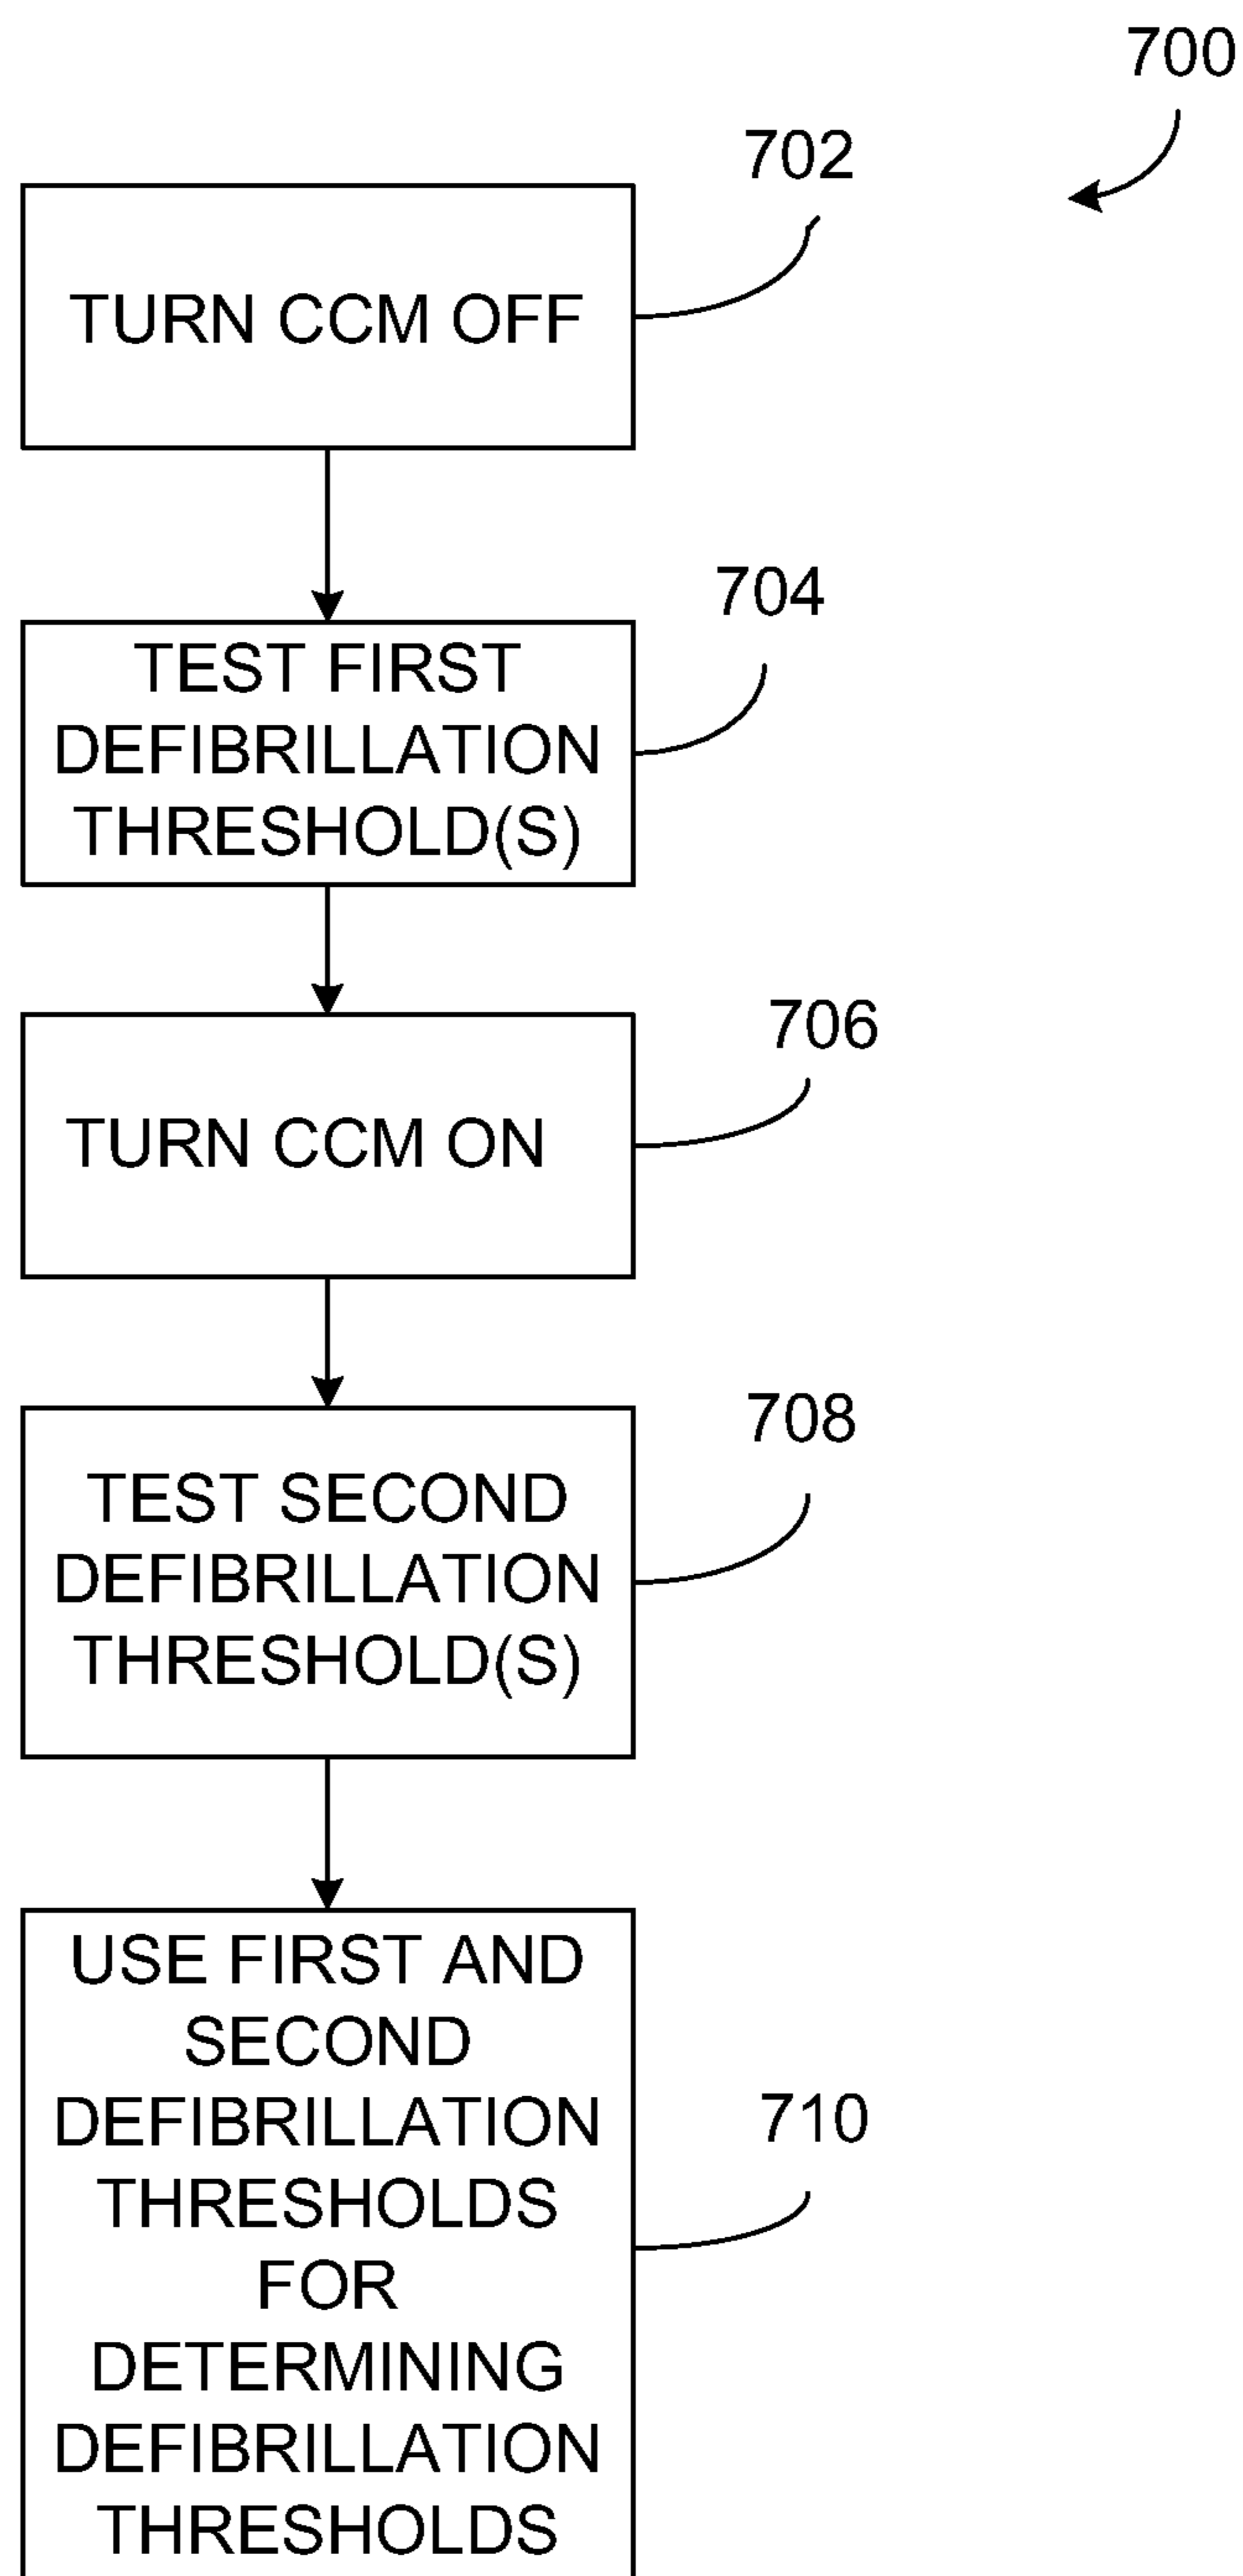 700
702
TURN CCM OFF
704
TEST FIRST
DEFIBRILLATION
THRESHOLD(S)
706
TURN CCM ON
708
TEST SECOND
DEFIBRILLATION
THRESHOLD(S)
USE FIRST AND
SECOND
DEFIBRILLATION
710
THRESHOLDS
FOR
DETERMINING
DEFIBRILLATION
THRESHOLDS